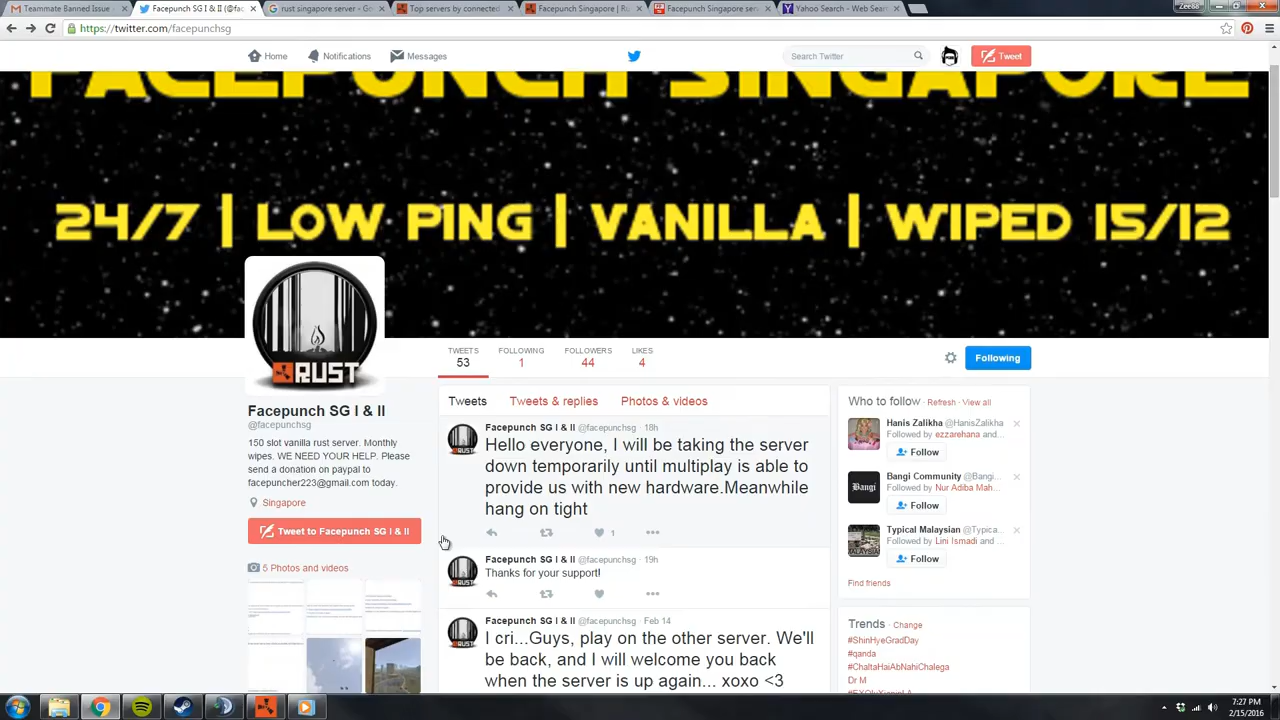 Teammate Banned Issue
Facepunch SG I & II (@fac
rust singapore server - Go
Top servers by connected
Facepunch Singapore | Ru
Facepunch Singapore serv
Yahoo Search - Web Sear
Zee88
https://twitter.com/facepunchsg
Home
Notifications
Messages
Search Twitter
Tweet
FACEPUNCH SINGAPORE
24/7 | LOW PING | VANILLA | WIPED 15/12
RUST
TWEETS
53
FOLLOWING
1
FOLLOWERS
44
LIKES
4
Following
Facepunch SG I & II
@facepunchsg
150 slot vanilla rust server. Monthly
wipes. WE NEED YOUR HELP. Please
send a donation on paypal to
facepuncher223@gmail.com today.
Singapore
Tweet to Facepunch SG I & II
5 Photos and videos
Tweets
Tweets & replies
Photos & videos
Facepunch SG I & II @facepunchsg · 18h
Hello everyone, I will be taking the server
down temporarily until multiplay is able to
provide us with new hardware.Meanwhile
hang on tight
1
Facepunch SG I & II @facepunchsg · 19h
Thanks for your support!
Facepunch SG I & II @facepunchsg · Feb 14
I cri...Guys, play on the other server. We'll
be back, and I will welcome you back
when the server is up again... xoxo <3
Who to follow · Refresh · View all
Hanis Zalikha @HanisZalikha
Followed by ezzarehana and...
Follow
Bangi Community @Bangi...
Followed by Nur Adiba Mah...
Follow
Bangi
Typical Malaysian @Typica...
Followed by Lini Ismadi and...
Follow
Find friends
Trends · Change
#ShinHyeGradDay
#qanda
#ChaltaHaiAbNahiChalega
Dr M
7:27 PM
2/15/2016